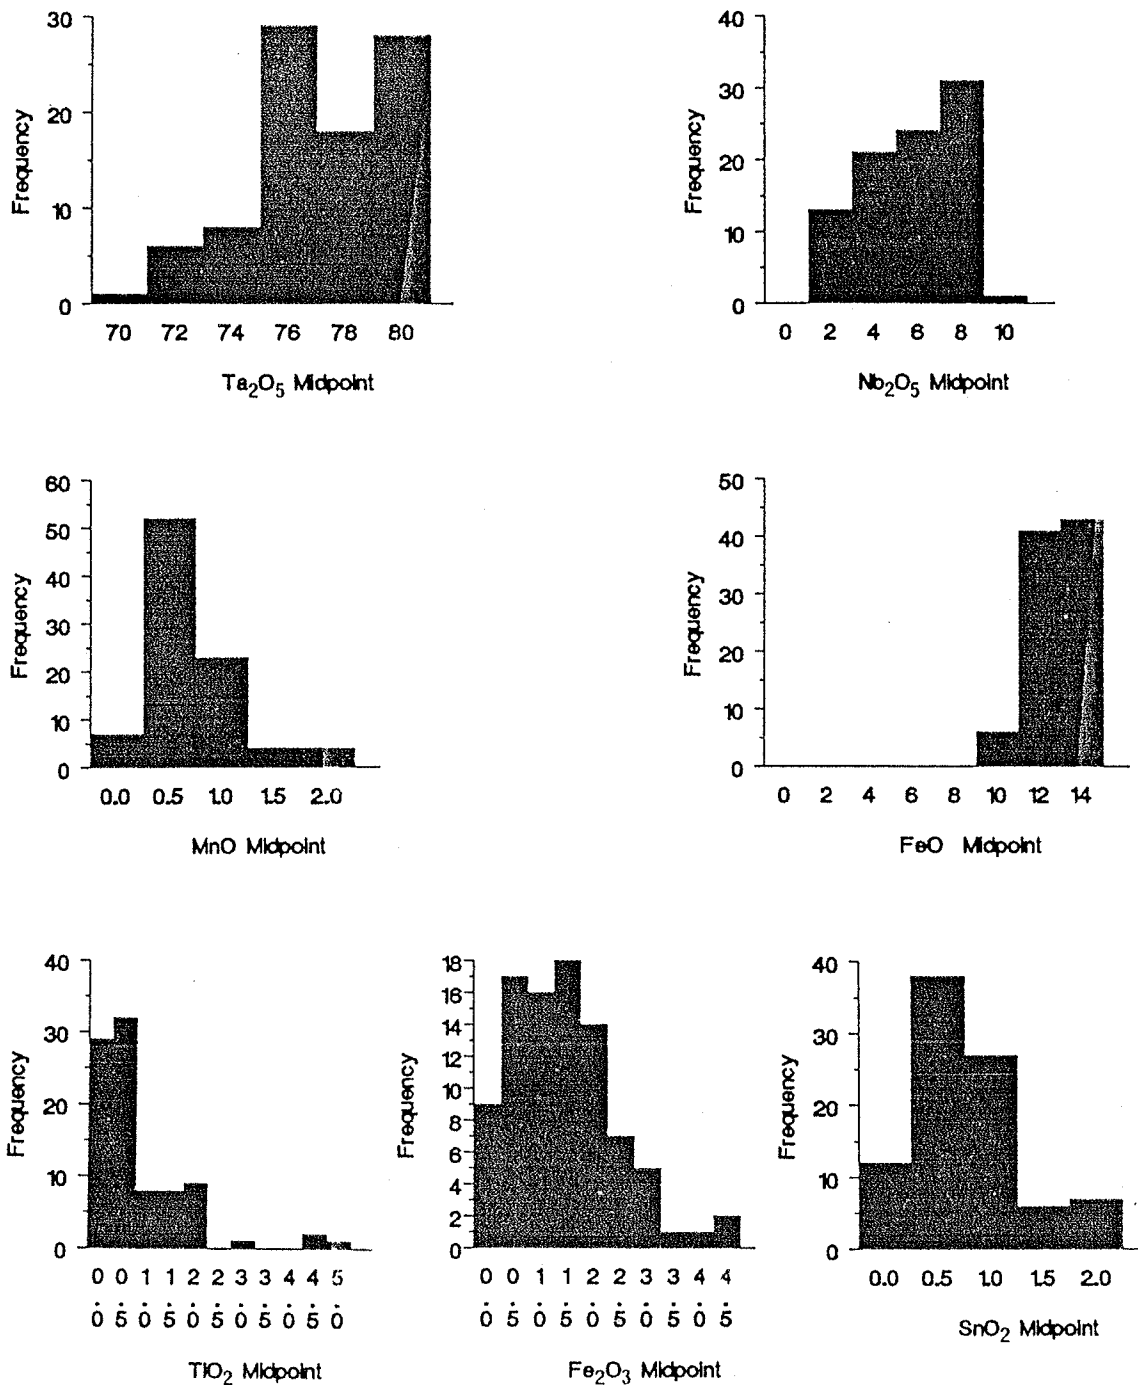 30
20
10
0
Frequency
70 72 74 76 78 80
Ta₂O₅ Midpoint
40
30
20
10
0
Frequency
0 2 4 6 8 10
Nb₂O₅ Midpoint
60
50
40
30
20
10
0
Frequency
0.0 0.5 1.0 1.5 2.0
MnO Midpoint
50
40
30
20
10
0
Frequency
0 2 4 6 8 10 12 14
FeO Midpoint
40
30
20
10
0
Frequency
0 0 1 1 2 2 3 3 4 4 5
. . . . . . . . . . .
0 5 0 5 0 5 0 5 0 5 0
TiO₂ Midpoint
18
16
14
12
10
8
6
4
2
0
Frequency
0 0 1 1 2 2 3 3 4 4
. . . . . . . . . .
0 5 0 5 0 5 0 5 0 5
Fe₂O₃ Midpoint
40
30
20
10
0
Frequency
0.0 0.5 1.0 1.5 2.0
SnO₂ Midpoint